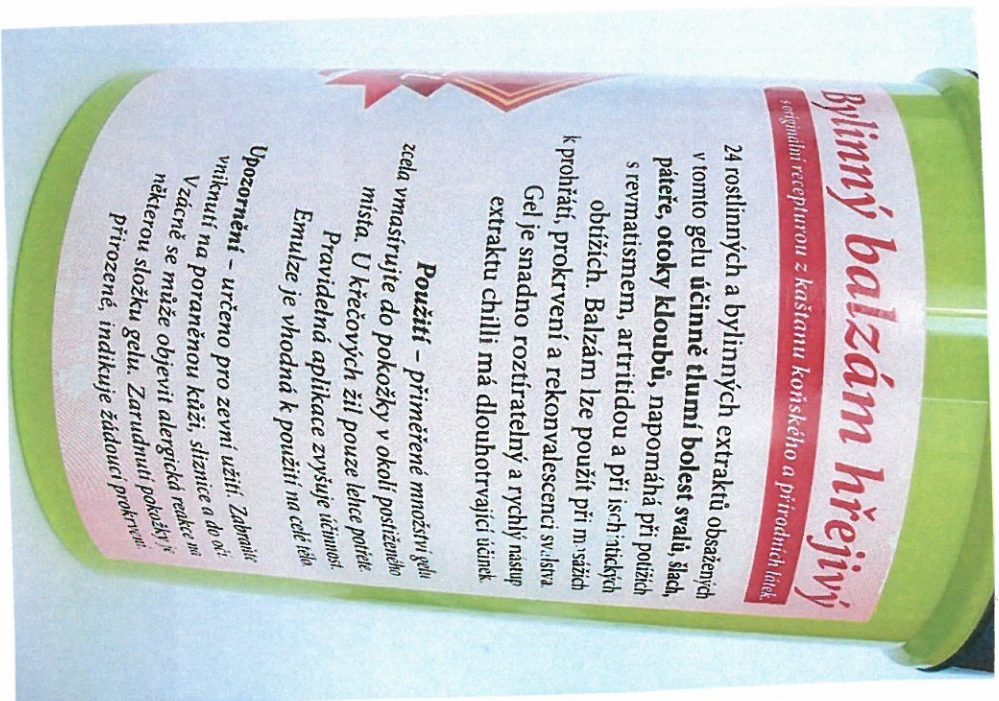 Bylinný balzám hřejivý
s originální recepturou z kaštanu koňského a přírodních látek
24 rostlinných a bylinných extraktů obsažených
v tomto gelu účinně tlumí bolest svalů, šlach,
páteře, otoky kloubů, napomáhá při potížích
s revmatismem, artritidou a při ischiatických
obtížích. Balzám lze použít při masážích
k prohřátí, prokrvení a rekonvalescenci svalstva
Gel je snadno roztíratelný a rychlý nástup
extraktu chilli má dlouhotrvající účinek
Použití – přiměřené množství gelu
zcela vmasírujte do pokožky v okolí postiženého
místa. U křečových žil pouze lehce potřete
Pravidelná aplikace zvyšuje účinnost
Emulze je vhodná k použití na celé tělo.
Upozornění – určeno pro zevní užití. Zabraňte
vniknutí na poraněnou kůži, sliznice a do očí.
Vzácně se může objevit alergická reakce na
některou složku gelu. Zarudnutí pokožky je
přirozené, indikuje žádoucí prokrvení.